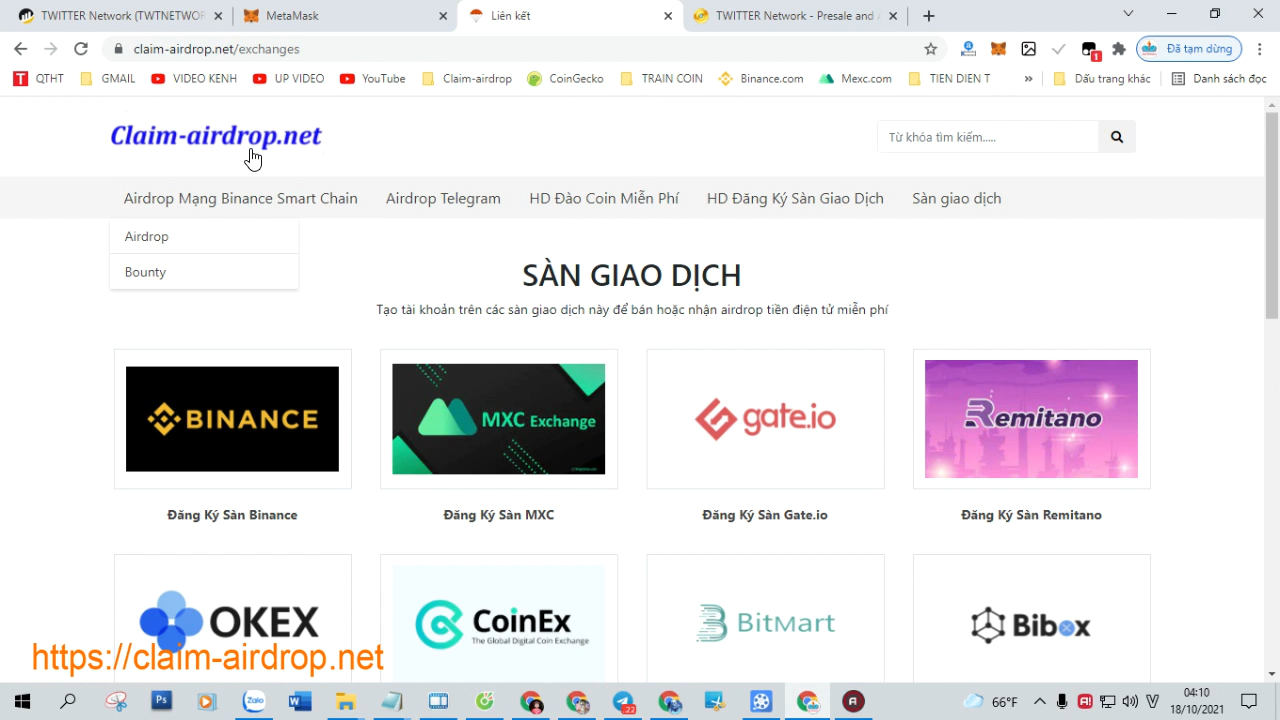 TWITTER Network (TWTNETWOR
MetaMask
Liên kết
TWITTER Network - Presale and
claim-airdrop.net/exchanges
1
Đã tạm dừng
QTHT
GMAIL
VIDEO KENH
UP VIDEO
YouTube
Claim-airdrop
CoinGecko
TRAIN COIN
Binance.com
Mexc.com
TIEN DIEN T
»
Dấu trang khác
Danh sách đọc
Claim-airdrop.net
Từ khóa tìm kiếm.....
Airdrop Mạng Binance Smart Chain
Airdrop Telegram
HD Đào Coin Miễn Phí
HD Đăng Ký Sàn Giao Dịch
Sàn giao dịch
Airdrop
Bounty
SÀN GIAO DỊCH
Tạo tài khoản trên các sàn giao dịch này để bán hoặc nhận airdrop tiền điện tử miễn phí
BINANCE
MXC Exchange
gate.io
Remitano
Đăng Ký Sàn Binance
Đăng Ký Sàn MXC
Đăng Ký Sàn Gate.io
Đăng Ký Sàn Remitano
OKEX
CoinEx
The Global Digital Coin Exchange
BitMart
Bibox
https://claim-airdrop.net
Ps
Zalo
22
66°F
04:10
18/10/2021